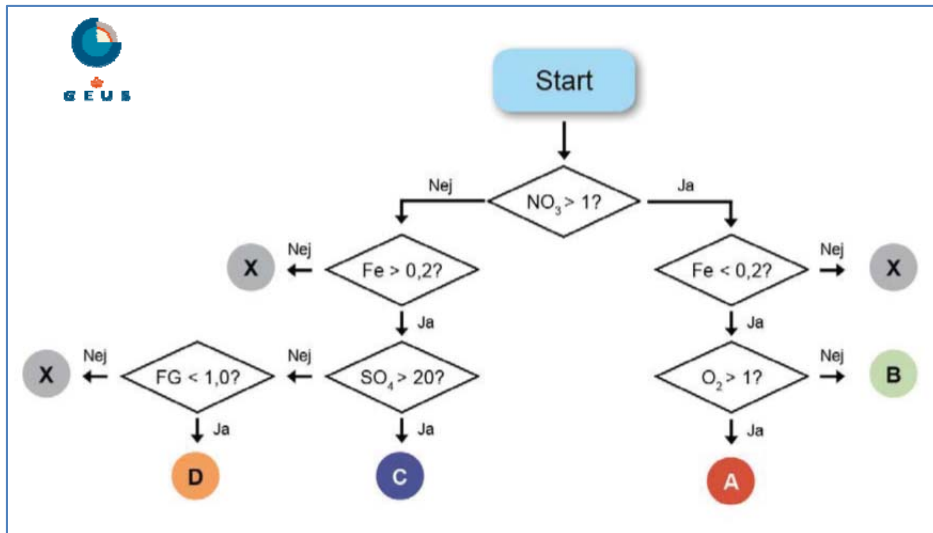 GEUS
Start
Nej
Ja
NO₃ > 1?
X
Nej
Fe > 0,2?
Fe < 0,2?
Nej
X
Ja
Ja
X
Nej
FG < 1,0?
Nej
SO₄ > 20?
O₂ > 1?
Nej
B
Ja
Ja
Ja
D
C
A